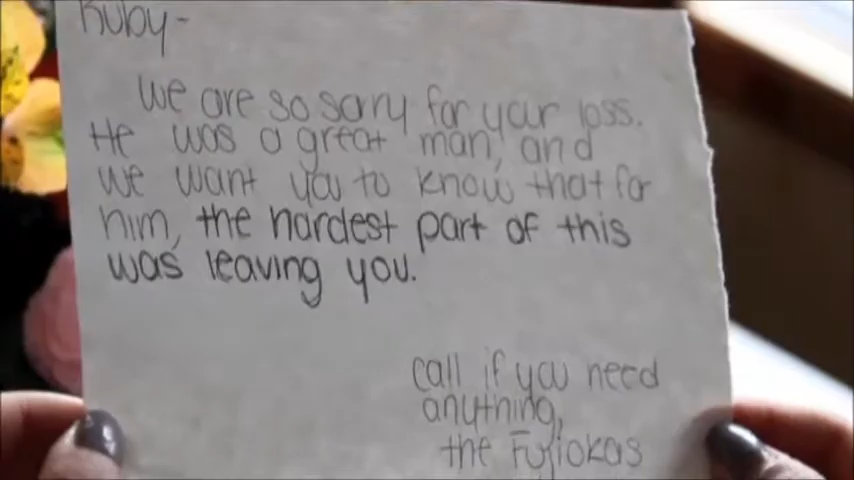 Ruby-
We are so sorry for your loss.
He was a great man, and
we want you to know that for
him, the hardest part of this
was leaving you.
call if you need
anything,
the Fujiokas